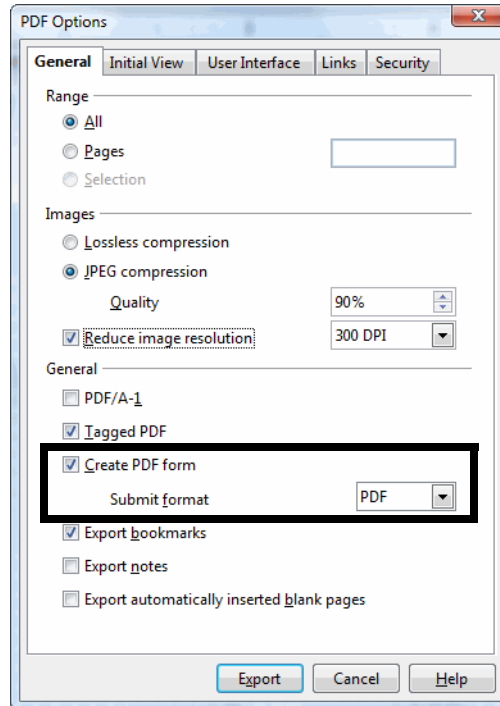 PDF Options
General Initial View User Interface Links Security
Range
All
Pages
Selection
Images
Lossless compression
JPEG compression
Quality 90%
Reduce image resolution 300 DPI
General
PDF/A-1
Tagged PDF
Create PDF form
Submit format PDF
Export bookmarks
Export notes
Export automatically inserted blank pages
Export Cancel Help